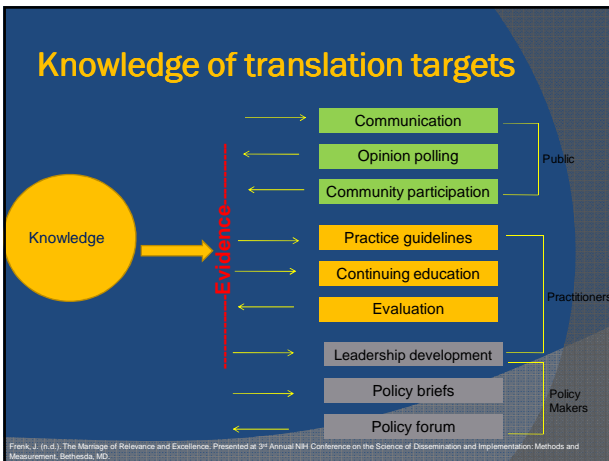 Knowledge of translation targets
Communication
Opinion polling
Public
Community participation
Knowledge
--------Evidence--------
Practice guidelines
Continuing education
Practitioners
Evaluation
Leadership development
Policy briefs
Policy
Makers
Policy forum
Frenk, J. (n.d.). The Marriage of Relevance and Excellence. Presented at 3rd Annual NIH Conference on the Science of Dissemination and Implementation: Methods and
Measurement, Bethesda, MD.